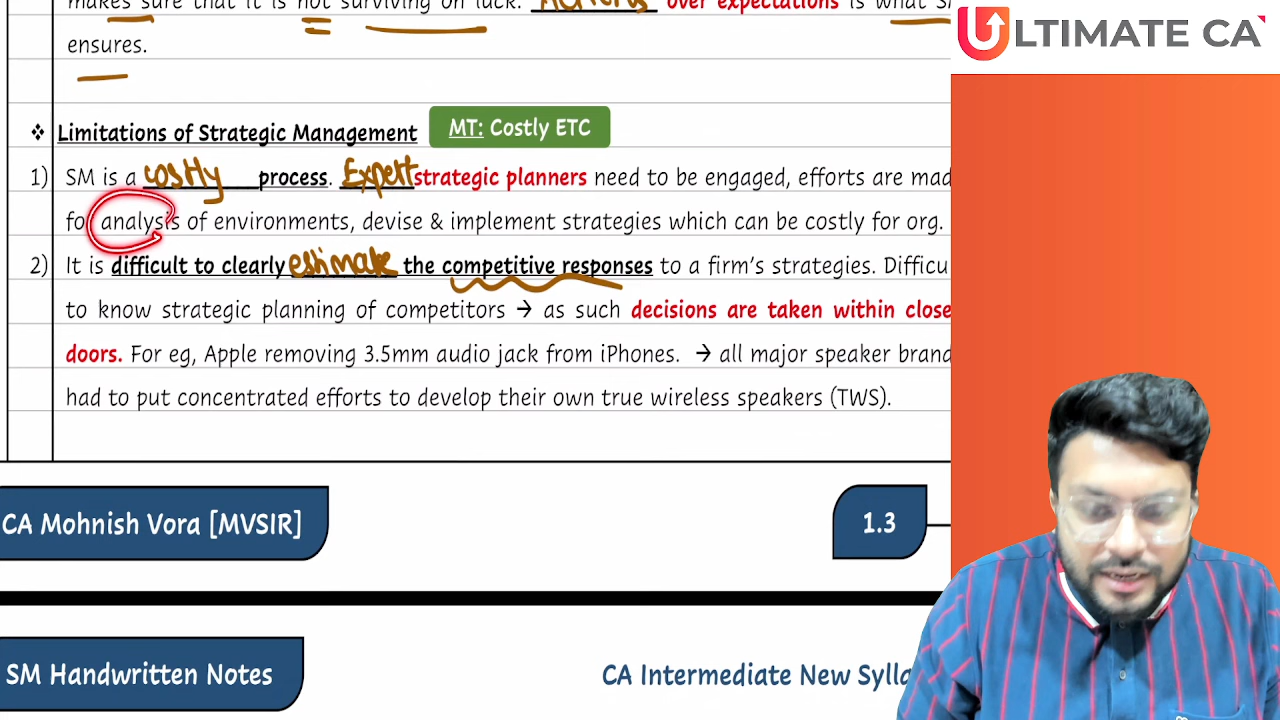 makes sure that it is not surviving on luck. over expectations is what
ensures.
ULTIMATE CA
❖ Limitations of Strategic Management MT: Costly ETC
1) SM is a costly process. Expert strategic planners need to be engaged, efforts are mad
for analysis of environments, devise & implement strategies which can be costly for org.
2) It is difficult to clearly estimate the competitive responses to a firm's strategies. Difficu
to know strategic planning of competitors → as such decisions are taken within close
doors. For eg, Apple removing 3.5mm audio jack from iPhones. → all major speaker brand
had to put concentrated efforts to develop their own true wireless speakers (TWS).
CA Mohnish Vora [MVSIR] 1.3
SM Handwritten Notes CA Intermediate New Sylla